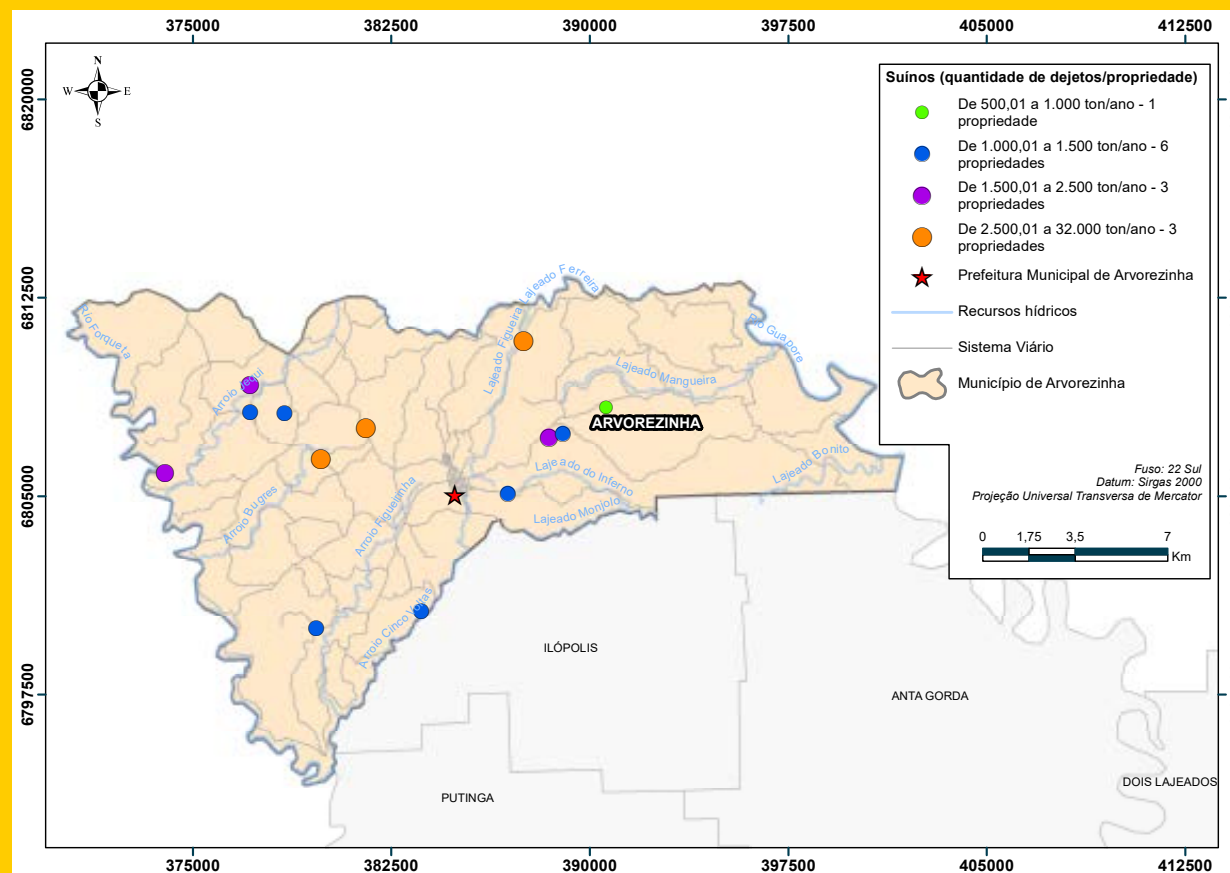 375000
382500
390000
397500
405000
412500
N
W
E
S
6820000
6812500
6805000
6797500
6820000
6812500
6805000
6797500
Suínos (quantidade de dejetos/propriedade)
De 500,01 a 1.000 ton/ano - 1
propriedade
De 1.000,01 a 1.500 ton/ano - 6
propriedades
De 1.500,01 a 2.500 ton/ano - 3
propriedades
De 2.500,01 a 32.000 ton/ano - 3
propriedades
Prefeitura Municipal de Arvorezinha
Recursos hídricos
Sistema Viário
Município de Arvorezinha
Fuso: 22 Sul
Datum: Sirgas 2000
Projeção Universal Transversa de Mercator
0
1,75
3,5
7
Km
Rio Forqueta
Arroio Jequi
Lajeado Figueira
Lajeado Ferreira
Rio Guaporé
Lajeado Mangueira
ARVOREZINHA
Lajeado do Inferno
Lajeado Bonito
Lajeado Monjolo
Arroio Bugres
Arroio Figueirinha
Arroio Cinco Voltas
ILÓPOLIS
ANTA GORDA
PUTINGA
DOIS LAJEADOS
375000
382500
390000
397500
405000
412500